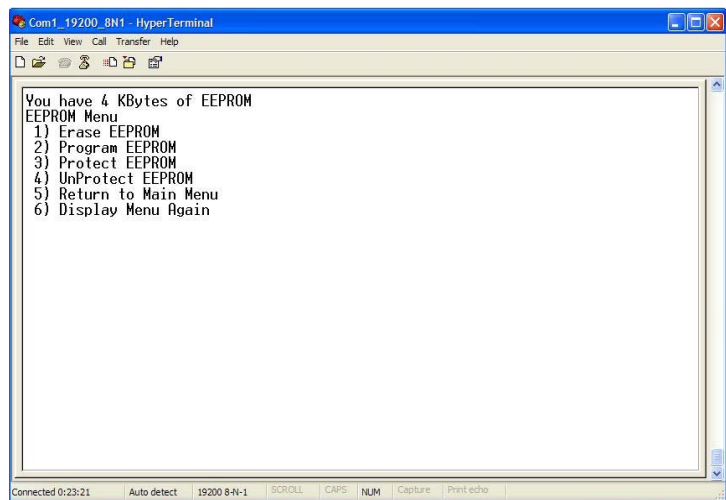 Com1_19200_8N1 - HyperTerminal
File Edit View Call Transfer Help
You have 4 KBytes of EEPROM
EEPROM Menu
1) Erase EEPROM
2) Program EEPROM
3) Protect EEPROM
4) UnProtect EEPROM
5) Return to Main Menu
6) Display Menu Again
Connected 0:23:21 Auto detect 19200 8-N-1 SCROLL CAPS NUM Capture Print echo